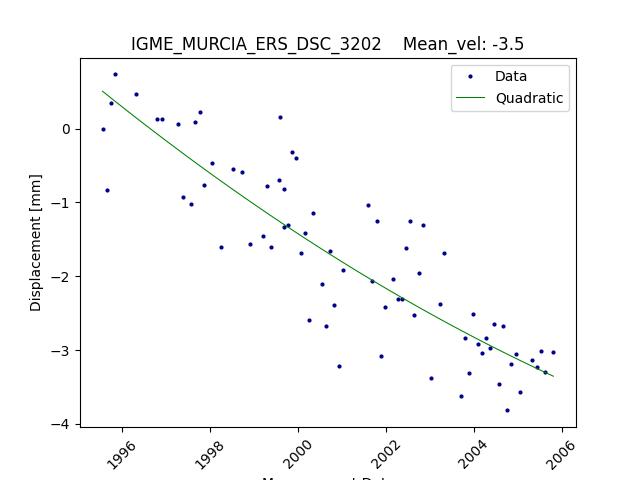 IGME_MURCIA_ERS_DSC_3202 Mean_vel: -3.5
Data
Quadratic
Displacement [mm]
0
−1
−2
−3
−4
1996
1998
2000
2002
2004
2006